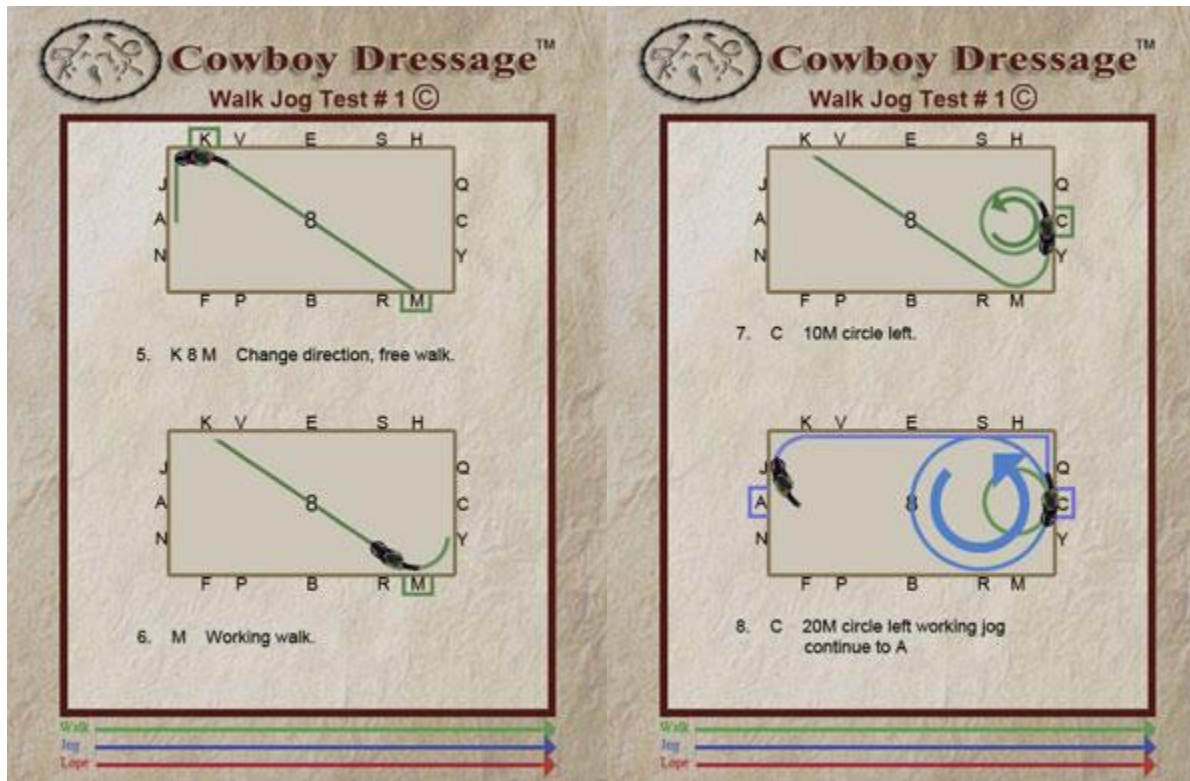 Cowboy Dressage™
Walk Jog Test # 1 ©
K V E S H
J Q
A 8 C
N Y
F P B R M
5. K 8 M Change direction, free walk.
K V E S H
J Q
A 8 C
N Y
F P B R M
6. M Working walk.
Walk
Jog
Lope
Cowboy Dressage™
Walk Jog Test # 1 ©
K V E S H
J Q
A 8 C
N Y
F P B R M
7. C 10M circle left.
K V E S H
J Q
A 8 C
N Y
F P B R M
8. C 20M circle left working jog
continue to A
Walk
Jog
Lope